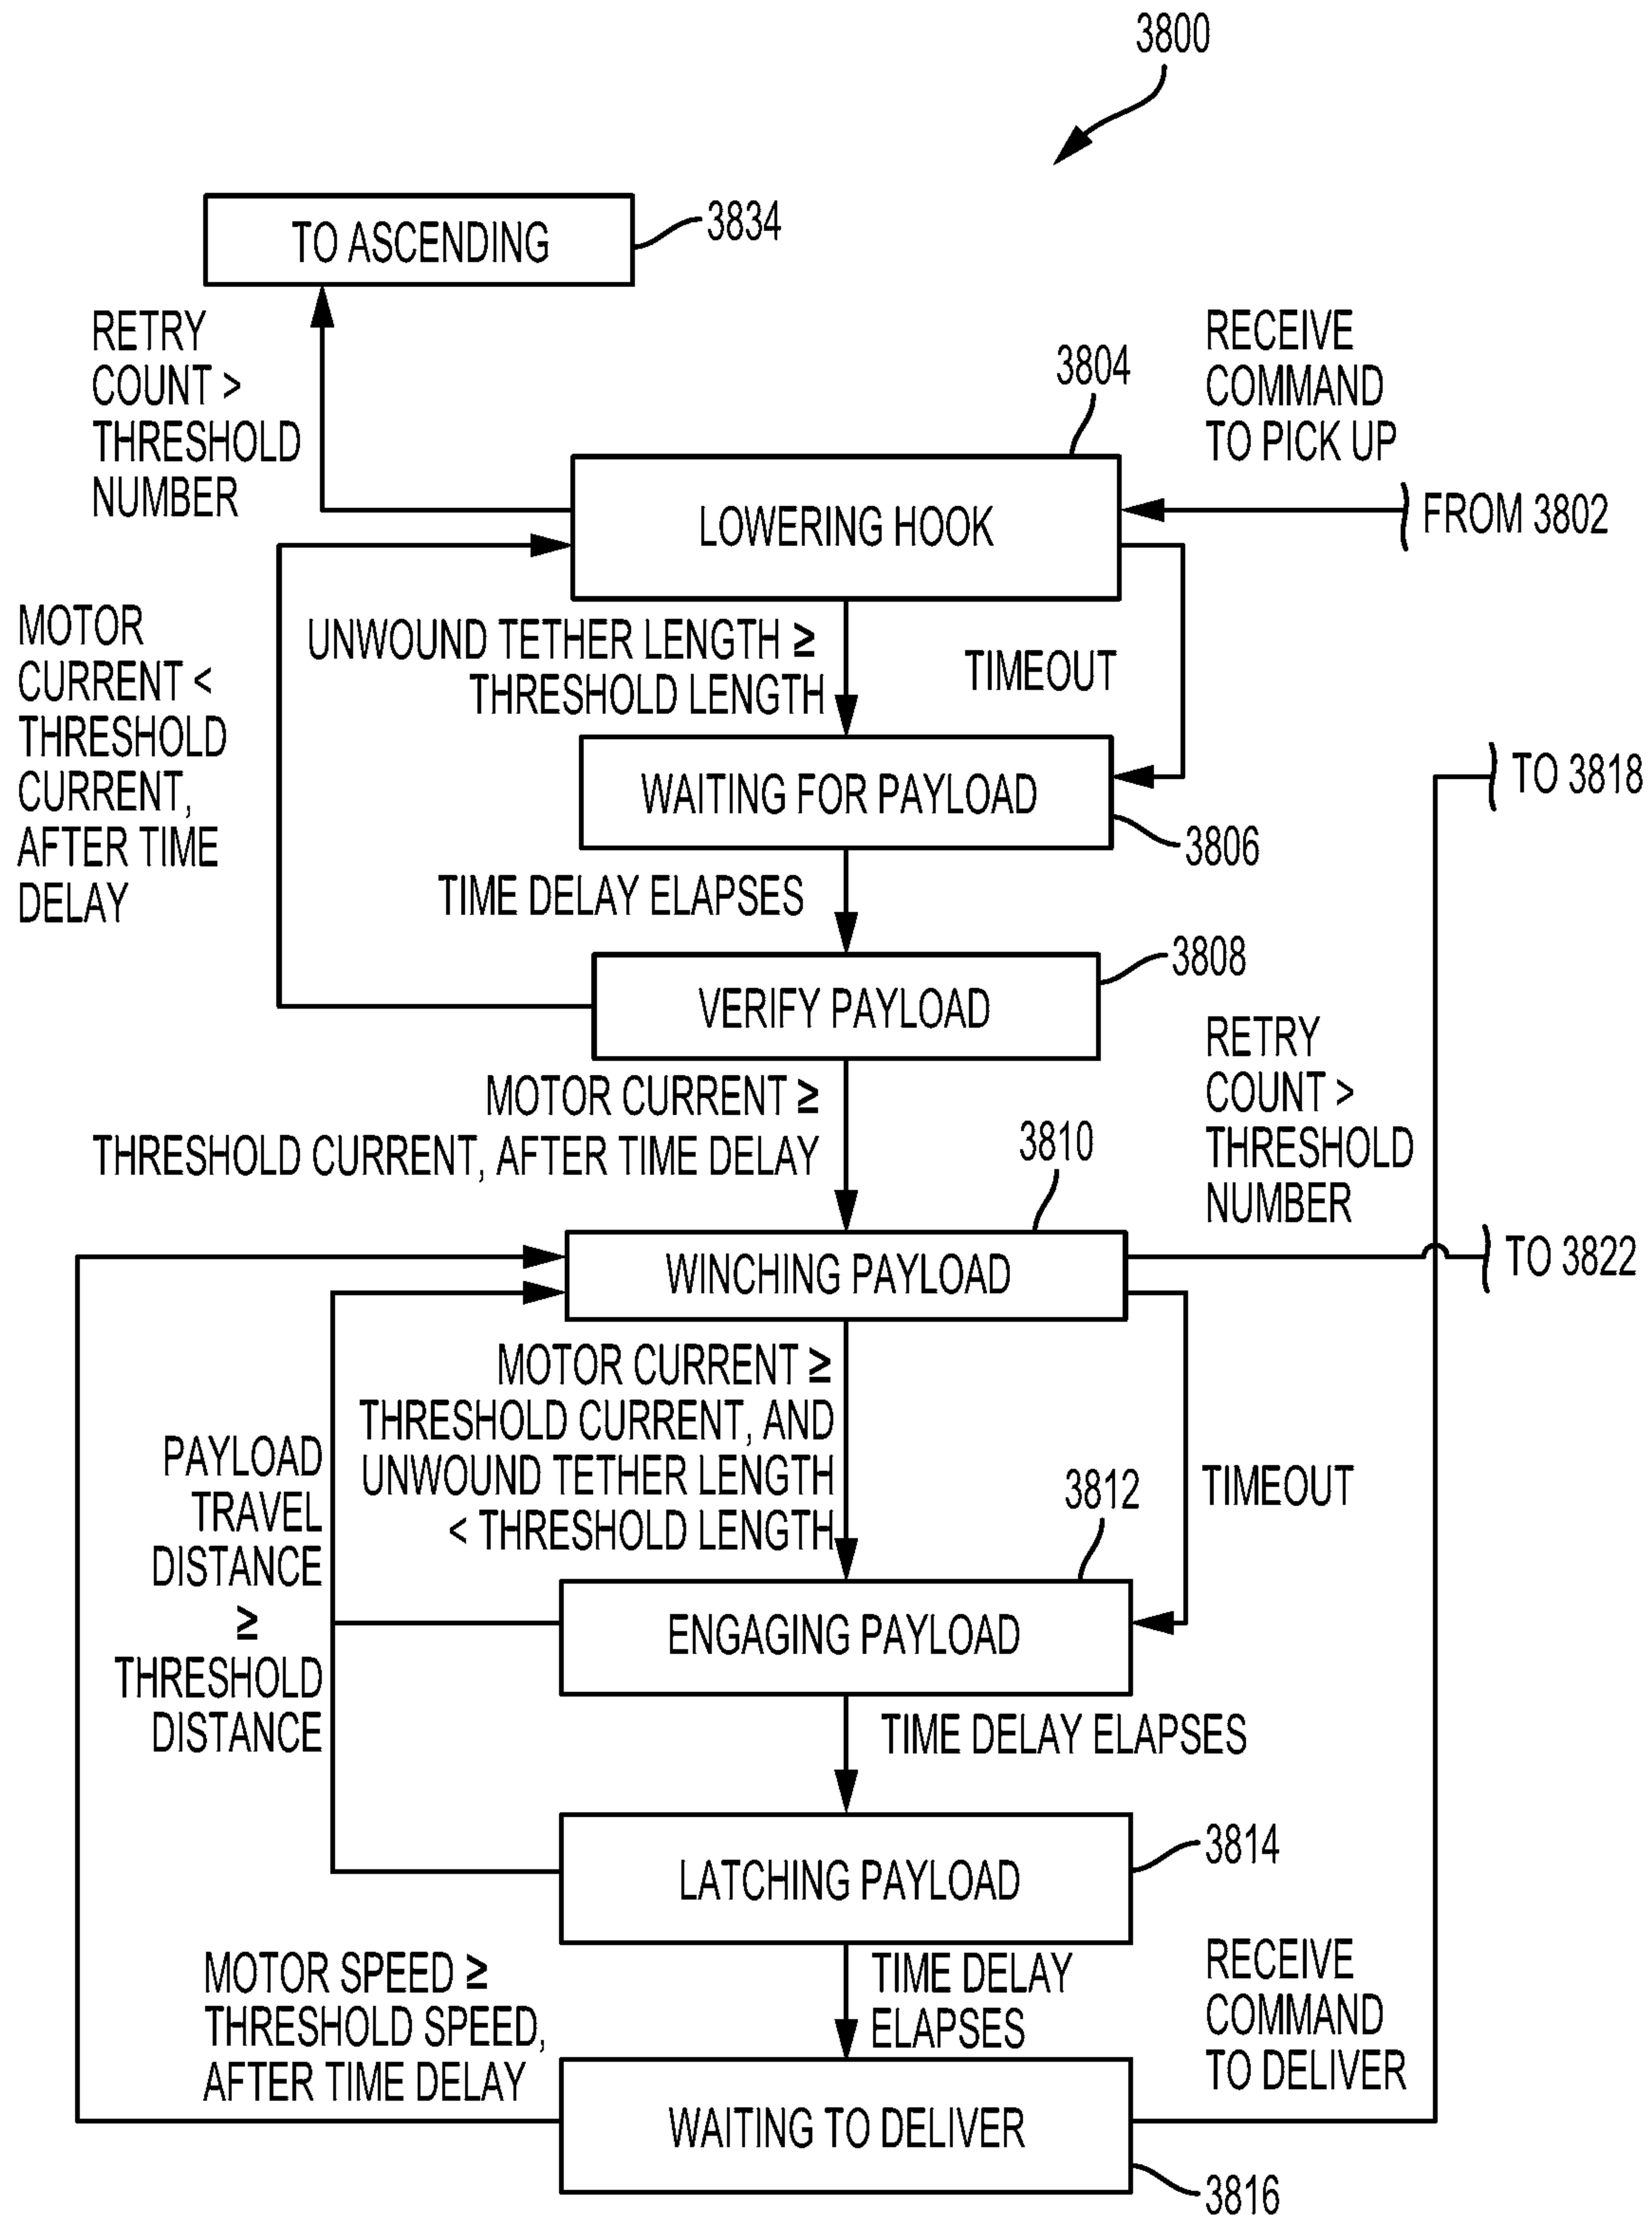 3800
TO ASCENDING
3834
RETRY
COUNT >
THRESHOLD
NUMBER
3804
RECEIVE
COMMAND
TO PICK UP
LOWERING HOOK
FROM 3802
MOTOR
CURRENT <
THRESHOLD
CURRENT,
AFTER TIME
DELAY
UNWOUND TETHER LENGTH ≥
THRESHOLD LENGTH
TIMEOUT
WAITING FOR PAYLOAD
3806
TO 3818
TIME DELAY ELAPSES
3808
VERIFY PAYLOAD
RETRY
COUNT >
THRESHOLD
NUMBER
MOTOR CURRENT ≥
THRESHOLD CURRENT, AFTER TIME DELAY
3810
WINCHING PAYLOAD
TO 3822
MOTOR CURRENT ≥
THRESHOLD CURRENT, AND
UNWOUND TETHER LENGTH
< THRESHOLD LENGTH
PAYLOAD
TRAVEL
DISTANCE
≥
THRESHOLD
DISTANCE
3812
TIMEOUT
ENGAGING PAYLOAD
TIME DELAY ELAPSES
LATCHING PAYLOAD
3814
MOTOR SPEED ≥
THRESHOLD SPEED,
AFTER TIME DELAY
TIME DELAY
ELAPSES
RECEIVE
COMMAND
TO DELIVER
WAITING TO DELIVER
3816